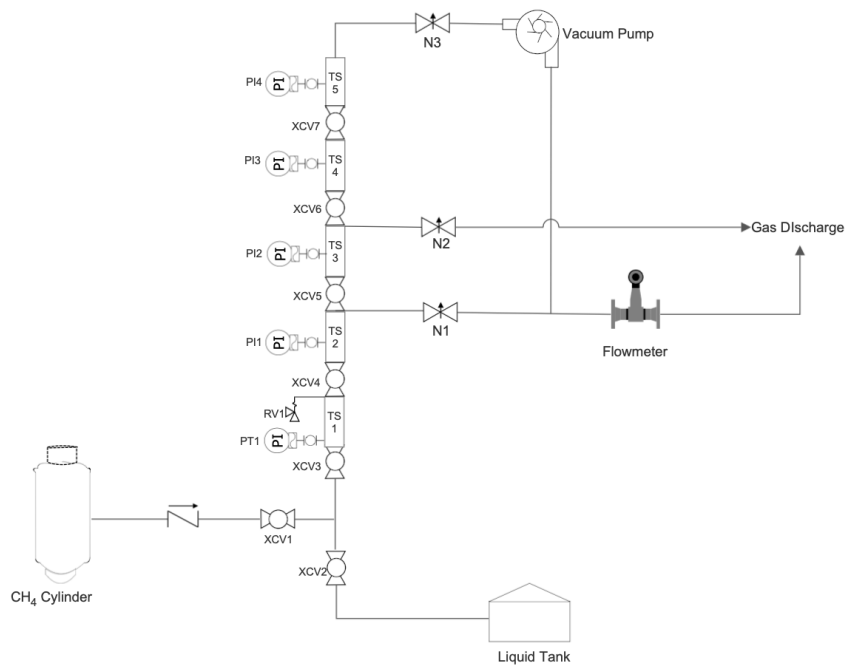 N3
Vacuum Pump
PI4
PI
TS
5
XCV7
PI3
PI
TS
4
XCV6
N2
Gas DIscharge
PI2
PI
TS
3
XCV5
N1
Flowmeter
PI1
PI
TS
2
XCV4
RV1
TS
1
PT1
PI
XCV3
XCV1
XCV2
CH4 Cylinder
Liquid Tank